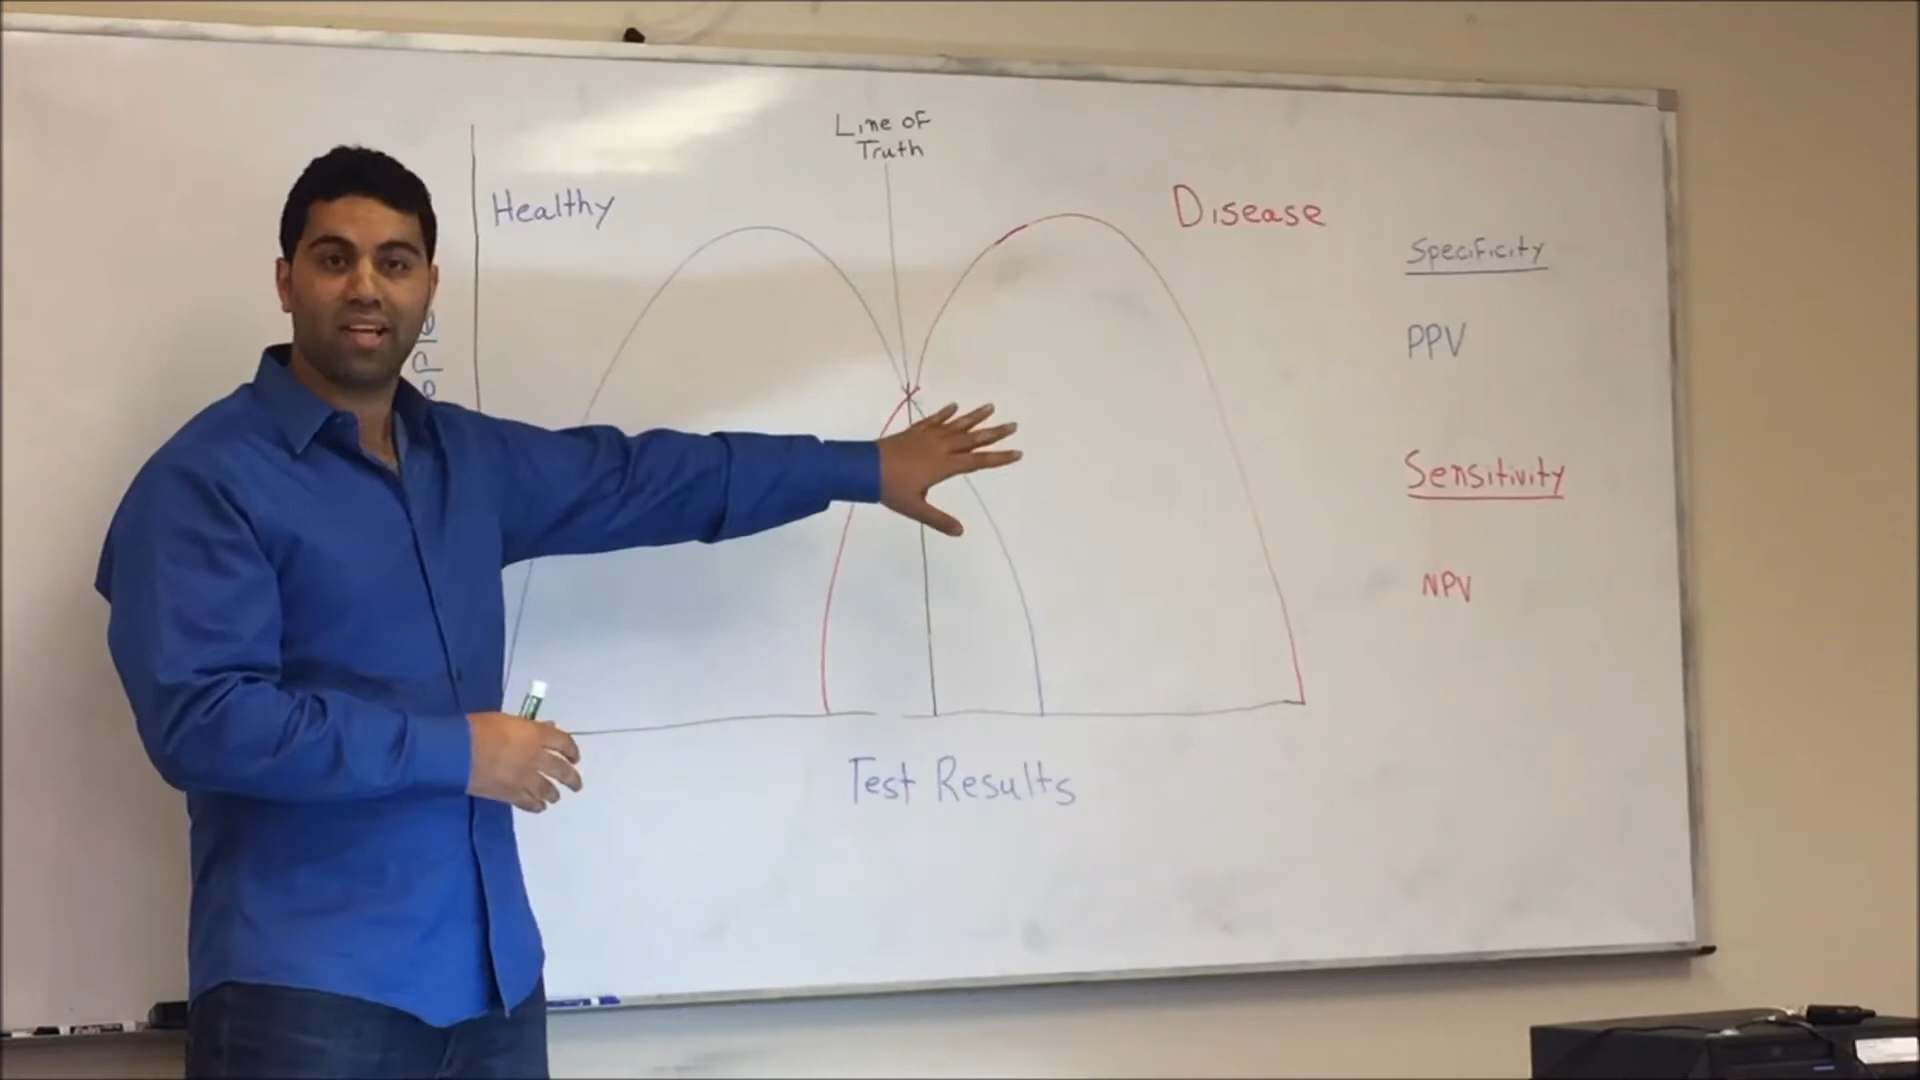 Line of
Truth
Healthy
Disease
Specificity
PPV
Sensitivity
NPV
Test Results